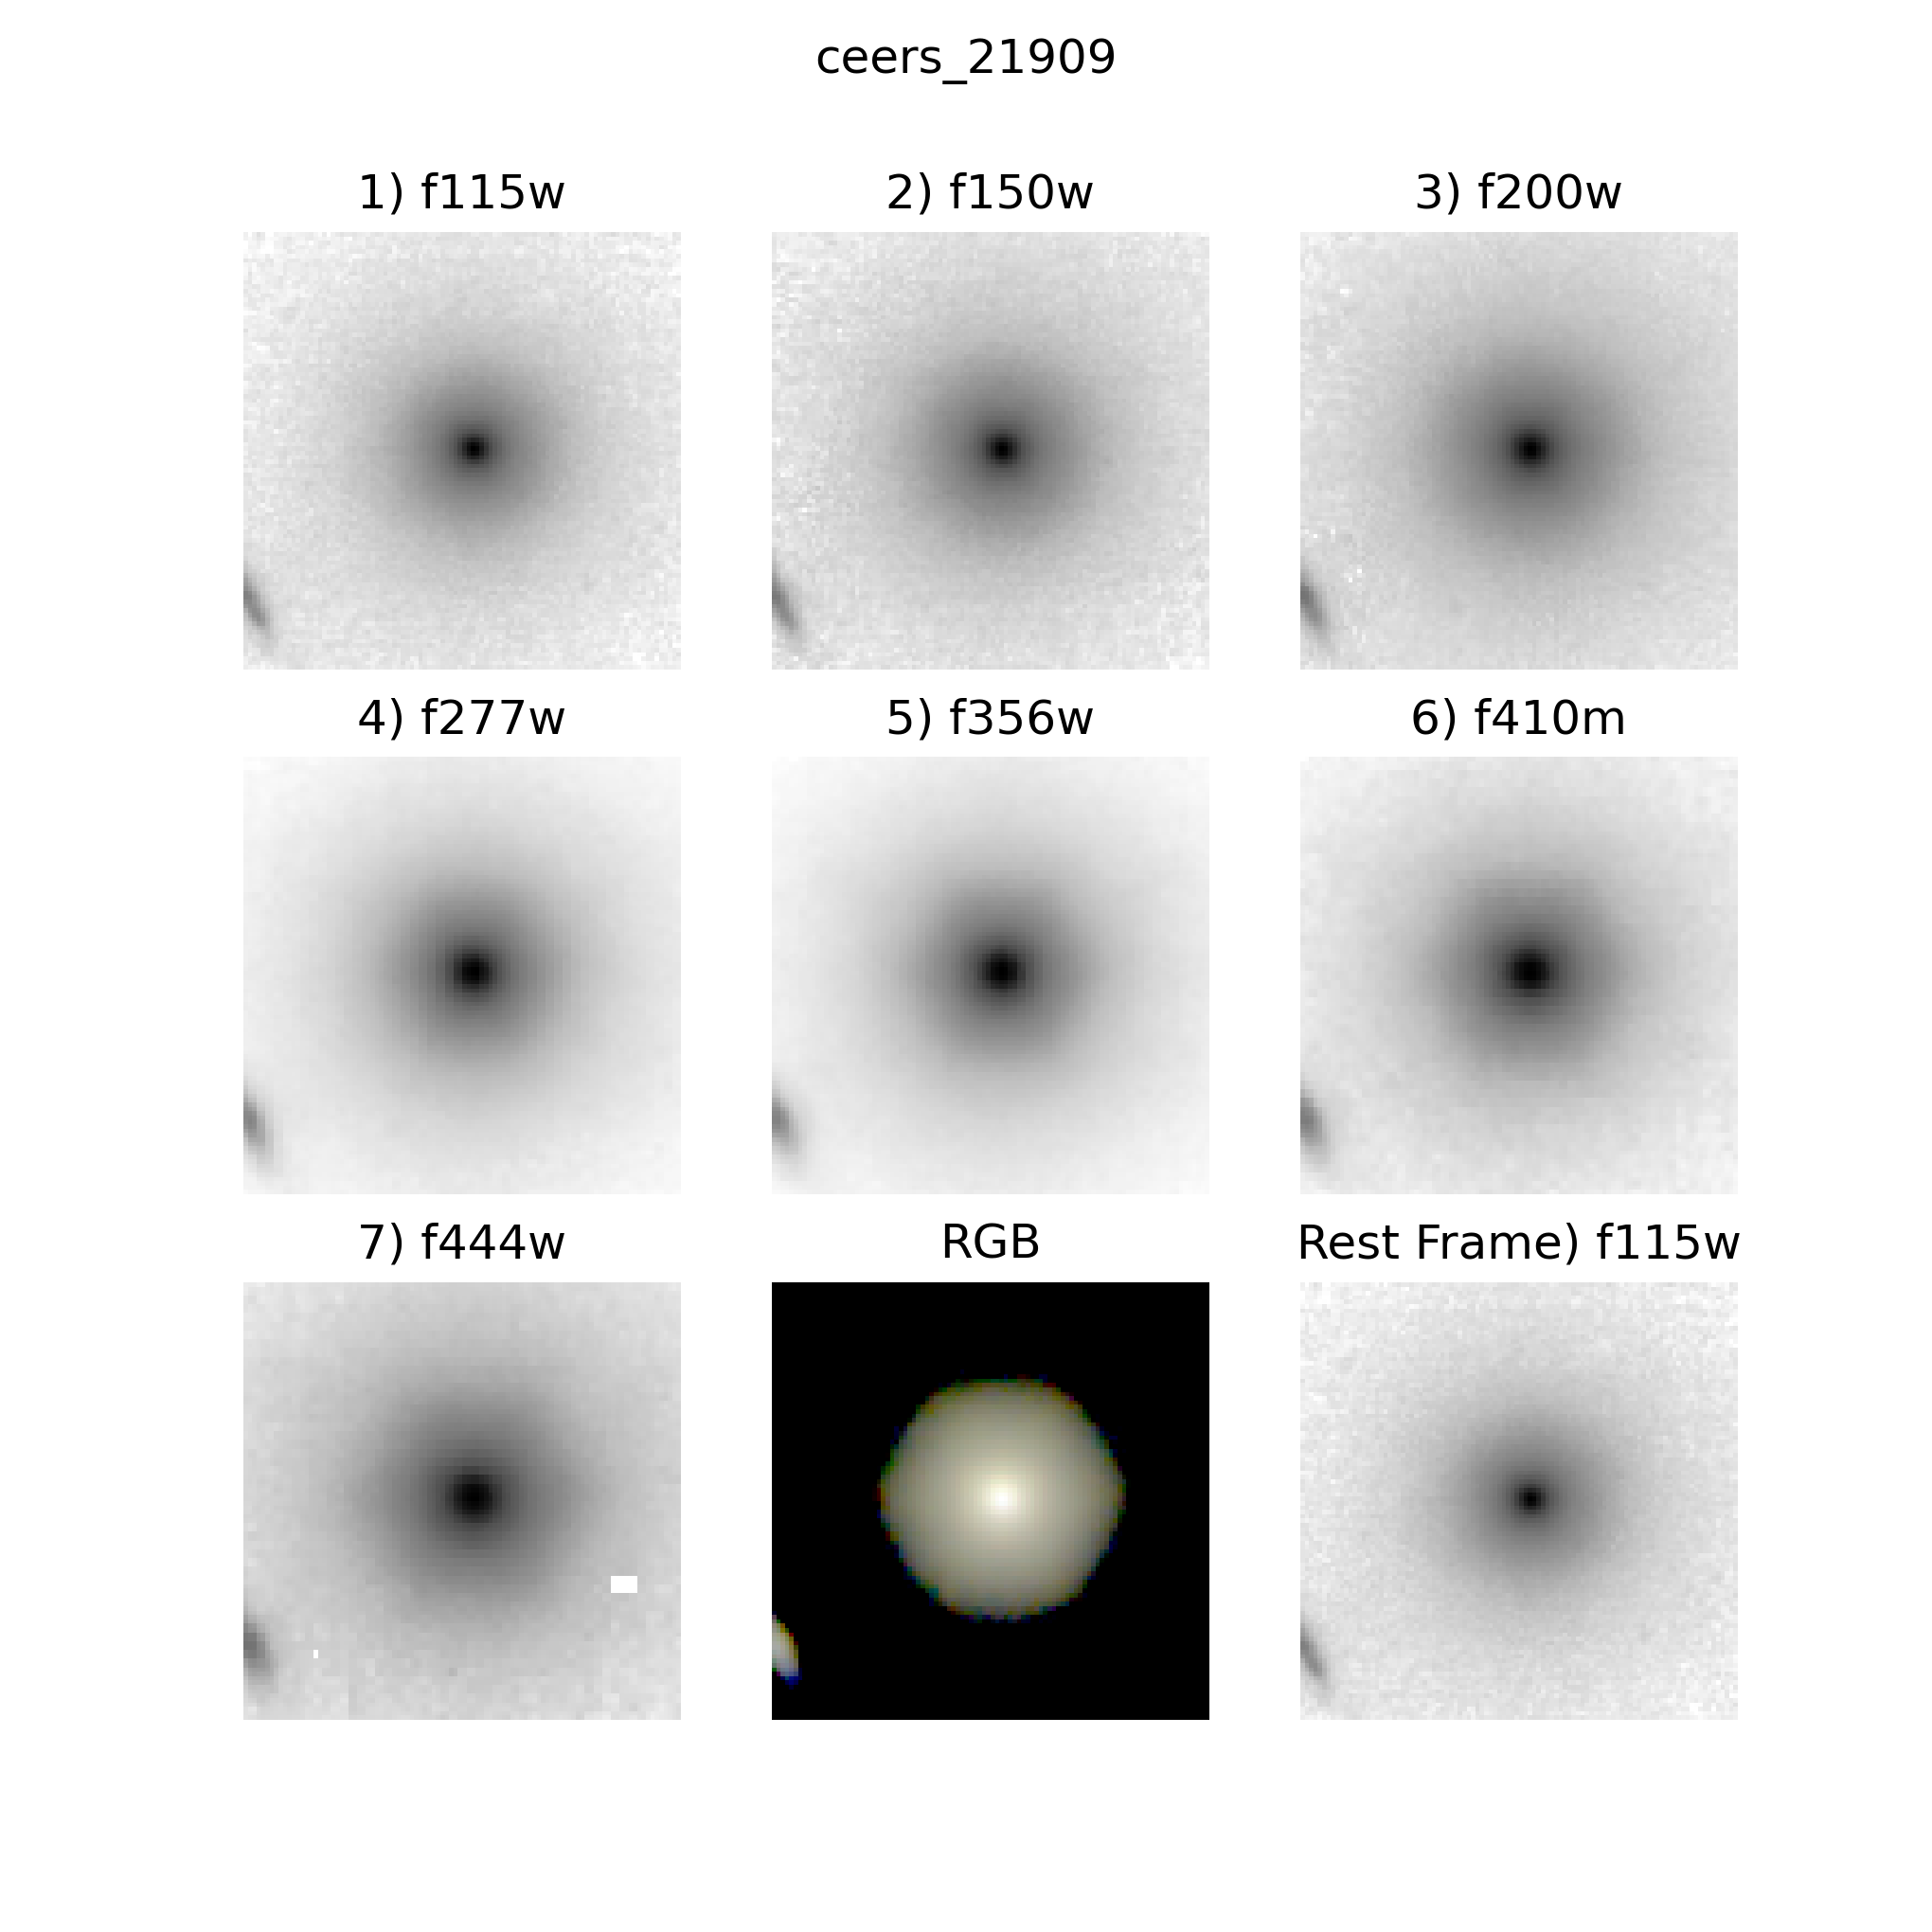 ceers_21909
1) f115w
2) f150w
3) f200w
4) f277w
5) f356w
6) f410m
7) f444w
RGB
Rest Frame) f115w